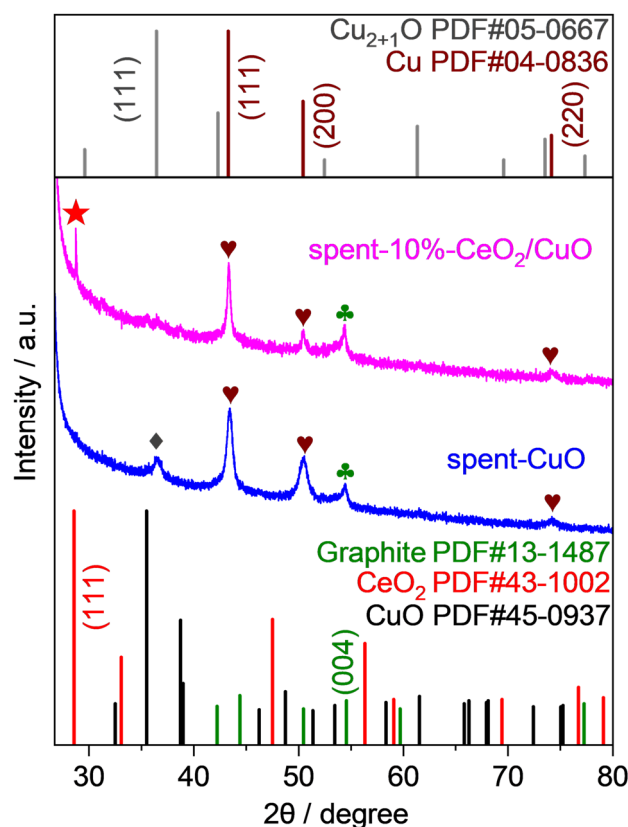 Cu₂₊₁O PDF#05-0667
Cu PDF#04-0836
(111)
(111)
(200)
(220)
spent-10%-CeO₂/CuO
spent-CuO
Intensity / a.u.
Graphite PDF#13-1487
CeO₂ PDF#43-1002
CuO PDF#45-0937
(111)
(004)
30 40 50 60 70 80
2θ / degree